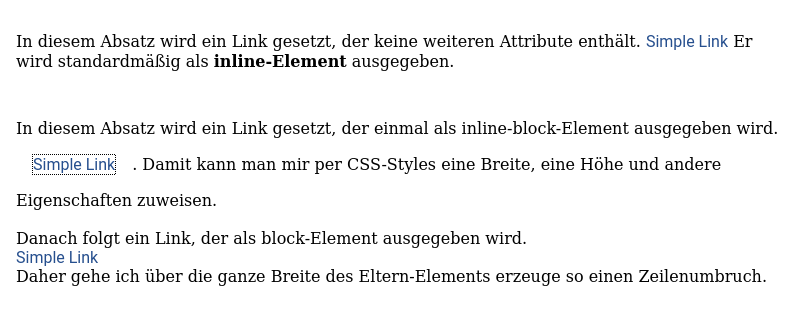 In diesem Absatz wird ein Link gesetzt, der keine weiteren Attribute enthält. Simple Link Er
wird standardmäßig als inline-Element ausgegeben.
In diesem Absatz wird ein Link gesetzt, der einmal als inline-block-Element ausgegeben wird.
Simple Link . Damit kann man mir per CSS-Styles eine Breite, eine Höhe und andere
Eigenschaften zuweisen.
Danach folgt ein Link, der als block-Element ausgegeben wird.
Simple Link
Daher gehe ich über die ganze Breite des Eltern-Elements erzeuge so einen Zeilenumbruch.